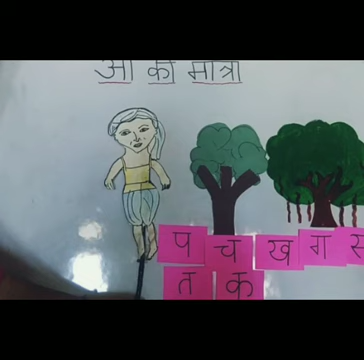 आ की मात्रा
प च ख ग स
त क